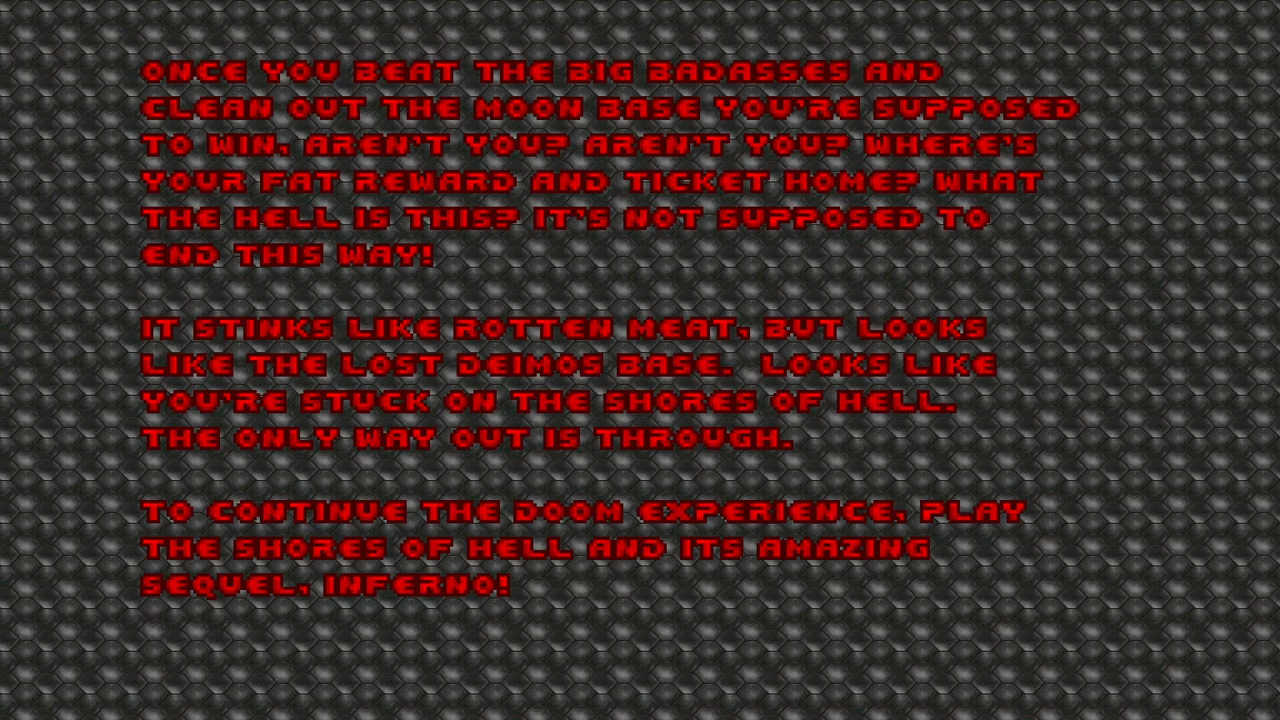 ONCE YOU BEAT THE BIG BADASSES AND
CLEAN OUT THE MOON BASE YOU'RE SUPPOSED
TO WIN, AREN'T YOU? AREN'T YOU? WHERE'S
YOUR FAT REWARD AND TICKET HOME? WHAT
THE HELL IS THIS? IT'S NOT SUPPOSED TO
END THIS WAY!
IT STINKS LIKE ROTTEN MEAT, BUT LOOKS
LIKE THE LOST DEIMOS BASE.  LOOKS LIKE
YOU'RE STUCK ON THE SHORES OF HELL.
THE ONLY WAY OUT IS THROUGH.
TO CONTINUE THE DOOM EXPERIENCE, PLAY
THE SHORES OF HELL AND ITS AMAZING
SEQUEL, INFERNO!